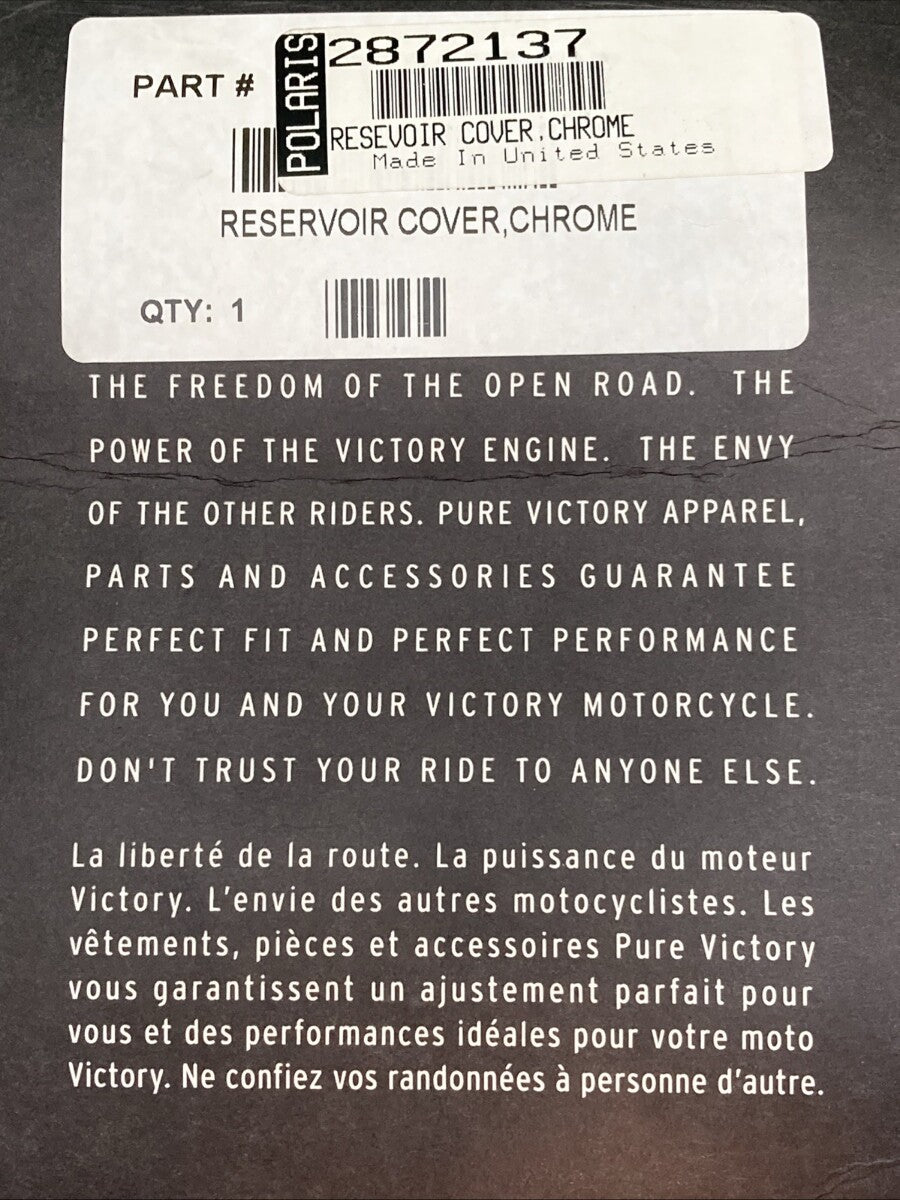 PART #
POLARIS
2872137
RESEVOIR COVER,CHROME
Made In United States
RESERVOIR COVER,CHROME
QTY: 1
THE FREEDOM OF THE OPEN ROAD. THE
POWER OF THE VICTORY ENGINE. THE ENVY
OF THE OTHER RIDERS. PURE VICTORY APPAREL,
PARTS AND ACCESSORIES GUARANTEE
PERFECT FIT AND PERFECT PERFORMANCE
FOR YOU AND YOUR VICTORY MOTORCYCLE.
DON'T TRUST YOUR RIDE TO ANYONE ELSE.
La liberté de la route. La puissance du moteur
Victory. L'envie des autres motocyclistes. Les
vêtements, pièces et accessoires Pure Victory
vous garantissent un ajustement parfait pour
vous et des performances idéales pour votre moto
Victory. Ne confiez vos randonnées à personne d'autre.